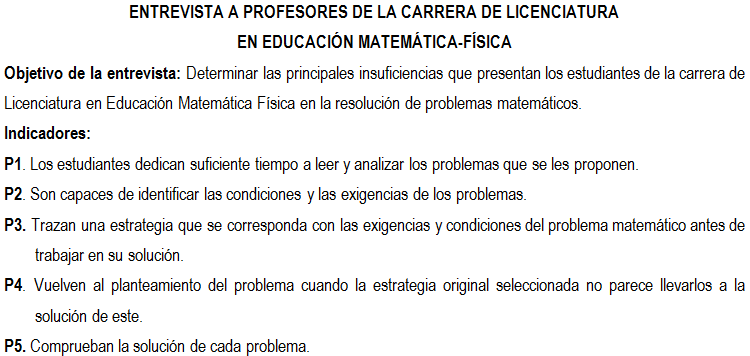 ENTREVISTA A PROFESORES DE LA CARRERA DE LICENCIATURA
EN EDUCACIÓN MATEMÁTICA-FÍSICA
Objetivo de la entrevista: Determinar las principales insuficiencias que presentan los estudiantes de la carrera de
Licenciatura en Educación Matemática Física en la resolución de problemas matemáticos.
Indicadores:
P1. Los estudiantes dedican suficiente tiempo a leer y analizar los problemas que se les proponen.
P2. Son capaces de identificar las condiciones y las exigencias de los problemas.
P3. Trazan una estrategia que se corresponda con las exigencias y condiciones del problema matemático antes de
trabajar en su solución.
P4. Vuelven al planteamiento del problema cuando la estrategia original seleccionada no parece llevarlos a la
solución de este.
P5. Comprueban la solución de cada problema.